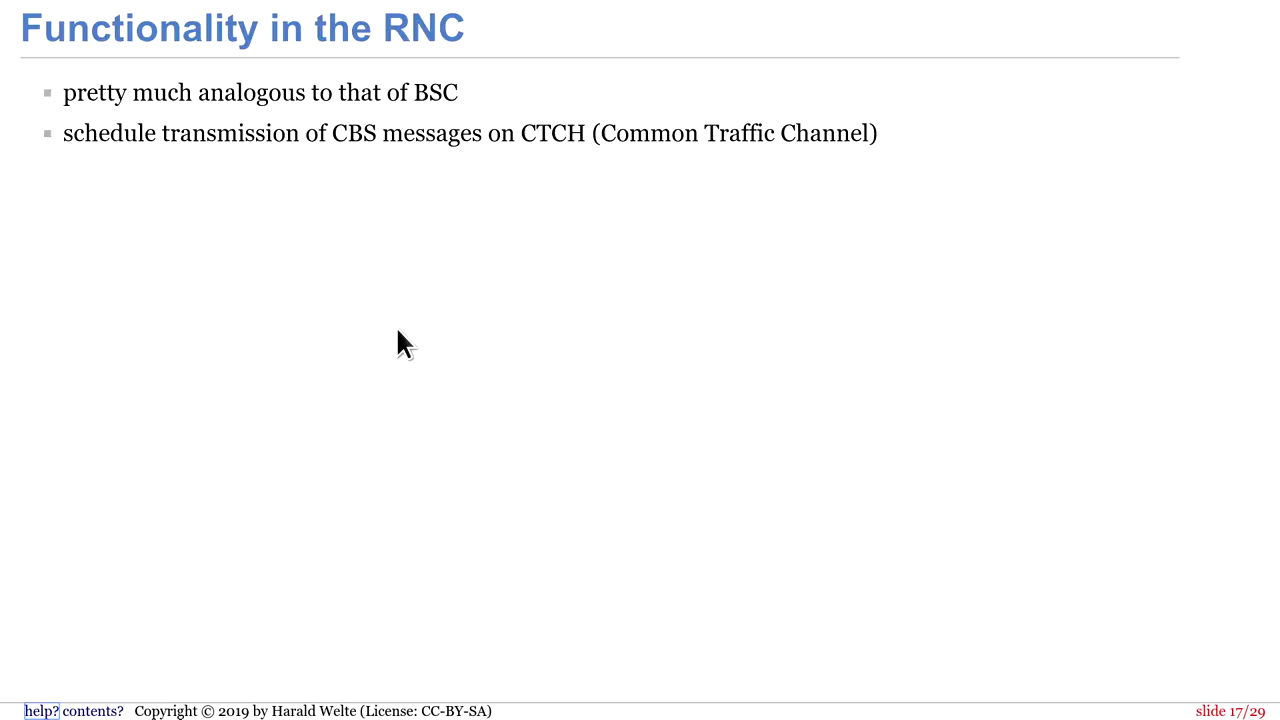 Functionality in the RNC
pretty much analogous to that of BSC
schedule transmission of CBS messages on CTCH (Common Traffic Channel)
help? contents? Copyright © 2019 by Harald Welte (License: CC-BY-SA) slide 17/29